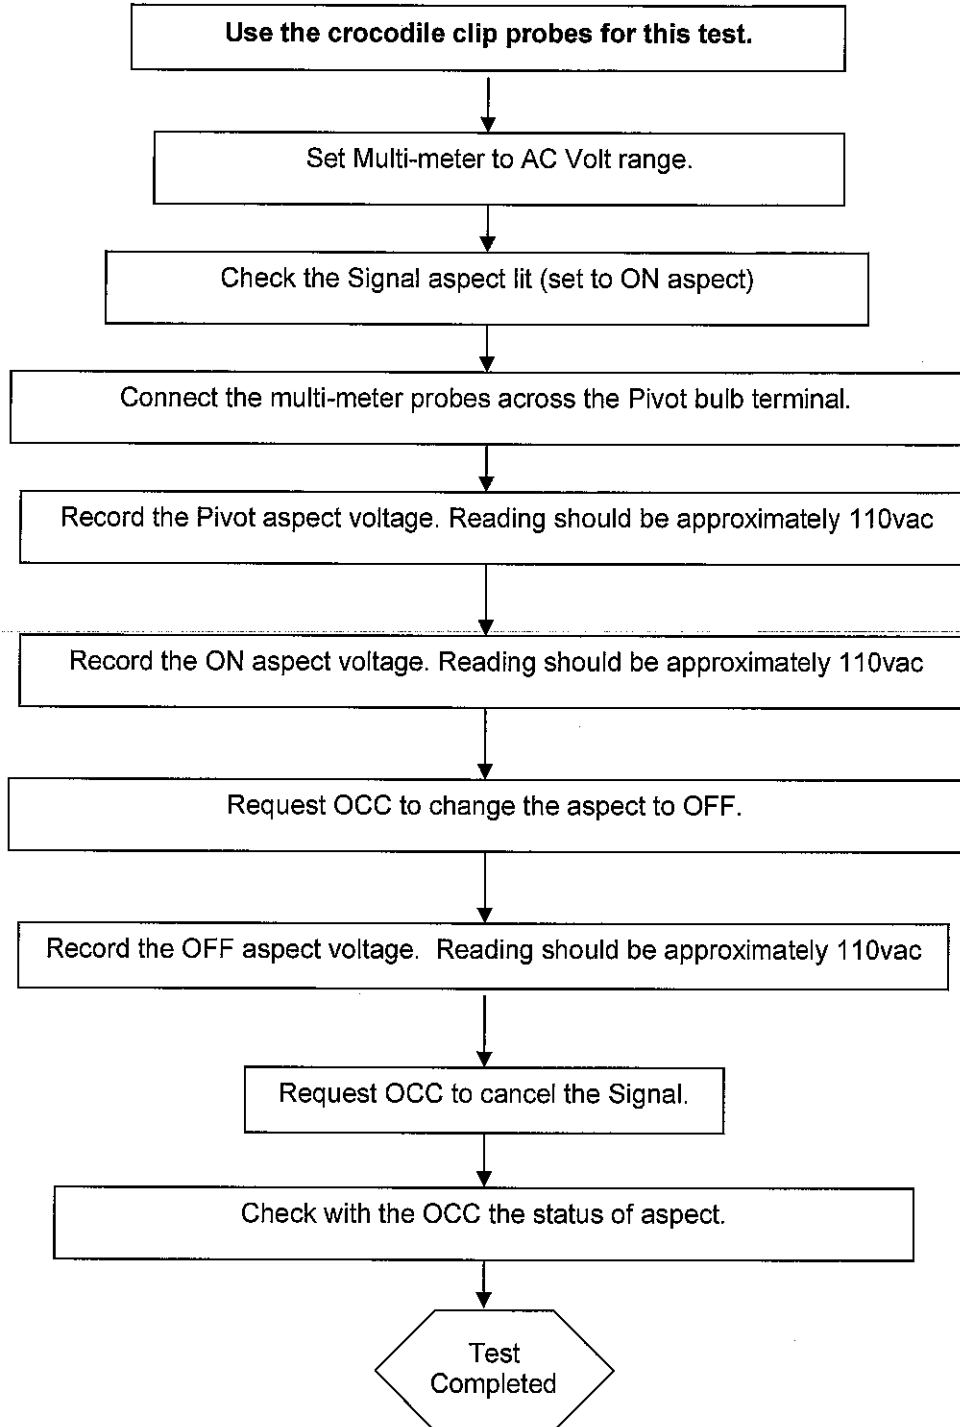 Use the crocodile clip probes for this test.
Set Multi-meter to AC Volt range.
Check the Signal aspect lit (set to ON aspect)
Connect the multi-meter probes across the Pivot bulb terminal.
Record the Pivot aspect voltage. Reading should be approximately 110vac
Record the ON aspect voltage. Reading should be approximately 110vac
Request OCC to change the aspect to OFF.
Record the OFF aspect voltage.  Reading should be approximately 110vac
Request OCC to cancel the Signal.
Check with the OCC the status of aspect.
Test
Completed